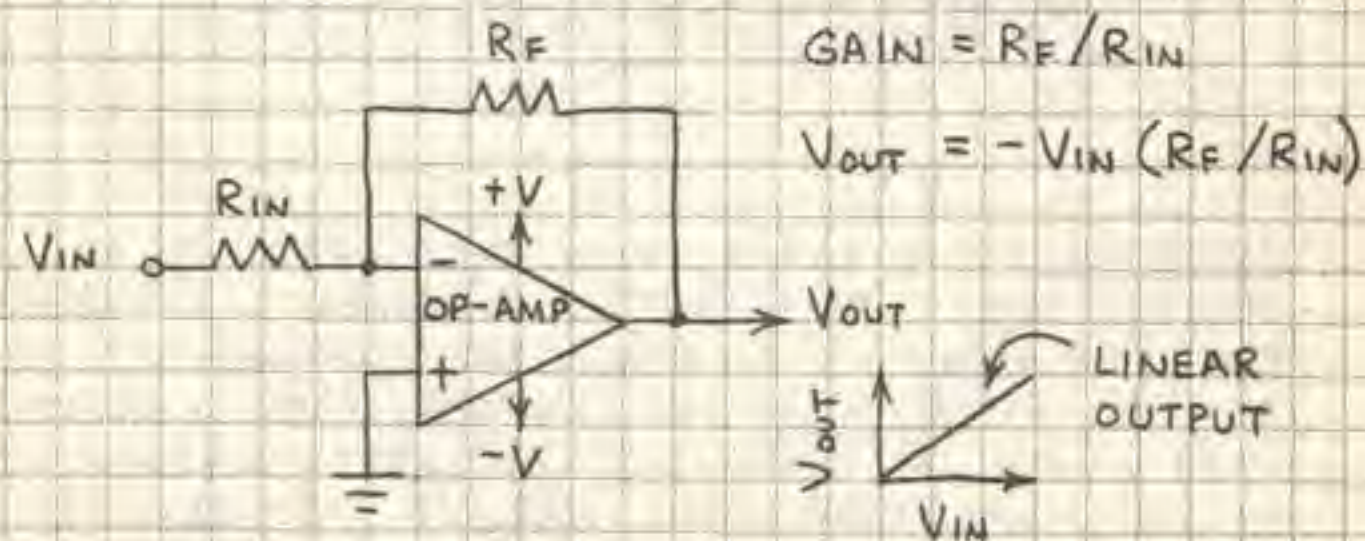 RF
GAIN = RF/RIN
VOUT = - VIN (RF/RIN)
RIN
+V
VIN
-
OP-AMP
+
-V
VOUT
LINEAR
OUTPUT
VOUT
VIN